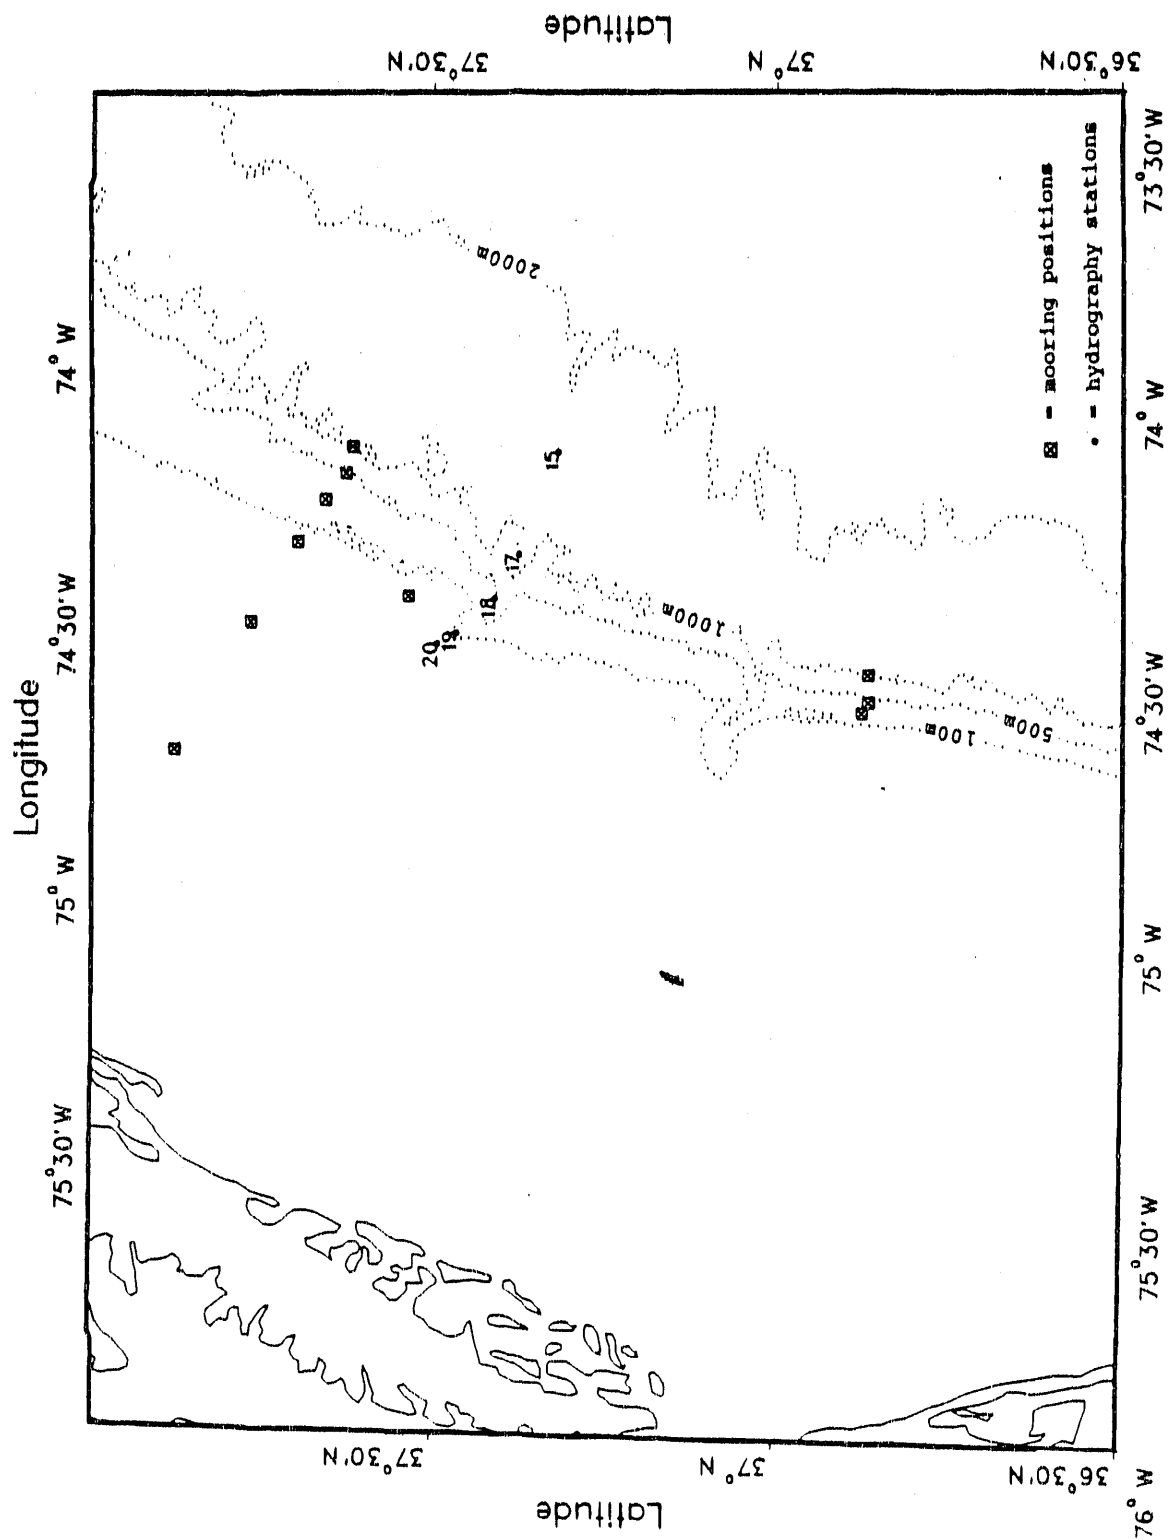 Longitude
74° W
74°30'W
75° W
75°30'W
Latitude
37°30'N
37° N
36°30'N
Latitude
37°30'N
37° N
36°30'N
73°30'W
74° W
74°30'W
75° W
75°30'W
76° W
2000m
1000m
500m
100m
15
17
18
19
20
⊠ = mooring positions
• = hydrography stations